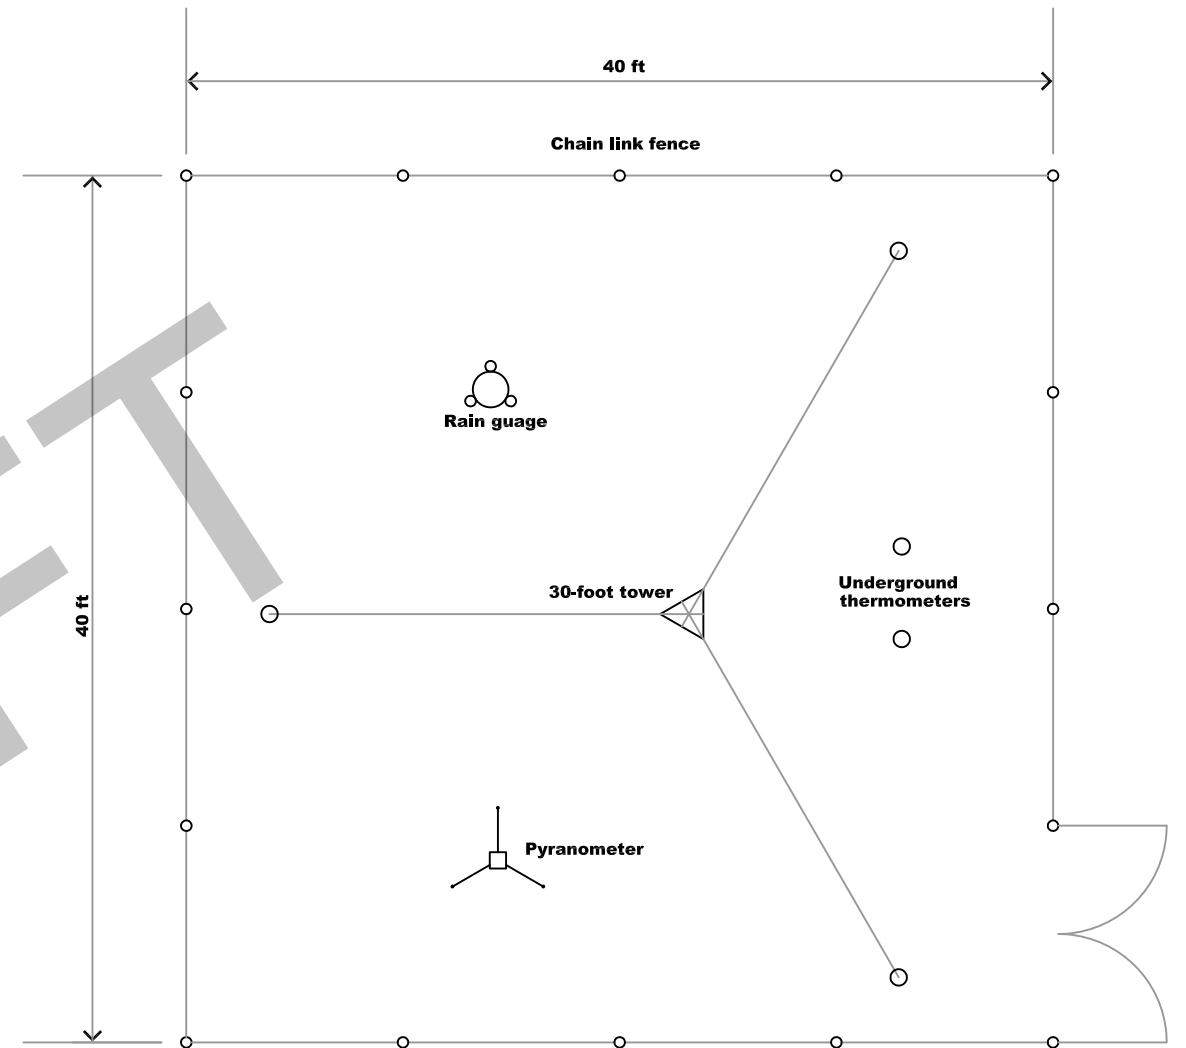 40 ft
Chain link fence
Rain guage
30-foot tower
Underground
thermometers
40 ft
Pyranometer